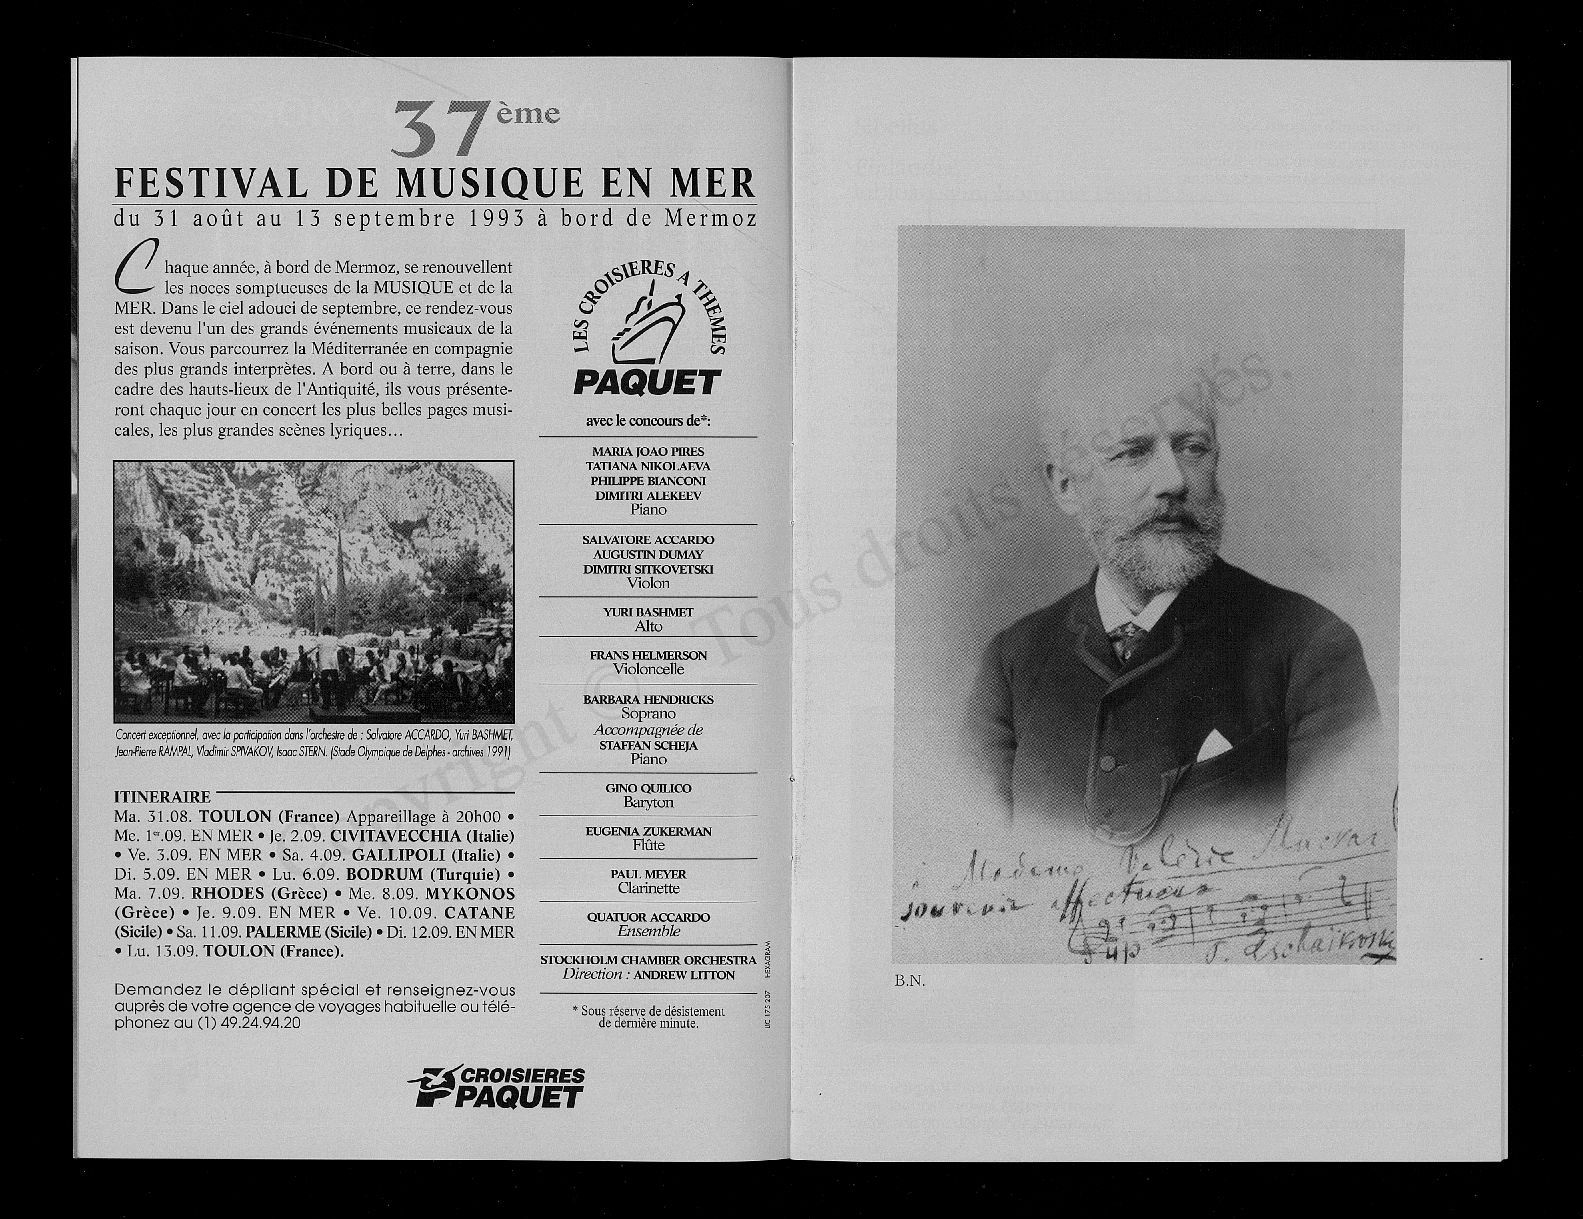 37ème
FESTIVAL DE MUSIQUE EN MER
du 31 août au 13 septembre 1993 à bord de Mermoz
Chaque année, à bord de Mermoz, se renouvellent
les noces somptueuses de la MUSIQUE et de la
MER. Dans le ciel adouci de septembre, ce rendez-vous
est devenu l'un des grands événements musicaux de la
saison. Vous parcourrez la Méditerranée en compagnie
des plus grands interprètes. A bord ou à terre, dans le
cadre des hauts-lieux de l'Antiquité, ils vous présente-
ront chaque jour en concert les plus belles pages musi-
cales, les plus grandes scènes lyriques...
Concert exceptionnel, avec la participation dans l'orchestre de : Salvatore ACCARDO, Yuri BASHMET,
Jean-Pierre RAMPAL, Vladimir SPIVAKOV, Isaac STERN. (Stade Olympique de Delphes - archives 1991)
ITINERAIRE
Ma. 31.08. TOULON (France) Appareillage à 20h00 •
Me. 1er.09. EN MER • Je. 2.09. CIVITAVECCHIA (Italie)
• Ve. 3.09. EN MER • Sa. 4.09. GALLIPOLI (Italie) •
Di. 5.09. EN MER • Lu. 6.09. BODRUM (Turquie) •
Ma. 7.09. RHODES (Grèce) • Me. 8.09. MYKONOS
(Grèce) • Je. 9.09. EN MER • Ve. 10.09. CATANE
(Sicile) • Sa. 11.09. PALERME (Sicile) • Di. 12.09. EN MER
• Lu. 13.09. TOULON (France).
Demandez le dépliant spécial et renseignez-vous
auprès de votre agence de voyages habituelle ou télé-
phonez au (1) 49.24.94.20
LES CROISIERES A THEMES
PAQUET
avec le concours de*:
MARIA JOAO PIRES
TATIANA NIKOLAEVA
PHILIPPE BIANCONI
DIMITRI ALEKEEV
Piano
SALVATORE ACCARDO
AUGUSTIN DUMAY
DIMITRI SITKOVETSKI
Violon
YURI BASHMET
Alto
FRANS HELMERSON
Violoncelle
BARBARA HENDRICKS
Soprano
Accompagnée de
STAFFAN SCHEJA
Piano
GINO QUILICO
Baryton
EUGENIA ZUKERMAN
Flûte
PAUL MEYER
Clarinette
QUATUOR ACCARDO
Ensemble
STOCKHOLM CHAMBER ORCHESTRA
Direction : ANDREW LITTON
* Sous réserve de désistement
de dernière minute.
LIC 175 207 HEXAGRAM
CROISIERES
PAQUET
à Madame Valérie
souvenir affectueux
P. Tschaikovsky
B.N.
Copyright © Tous droits réservés